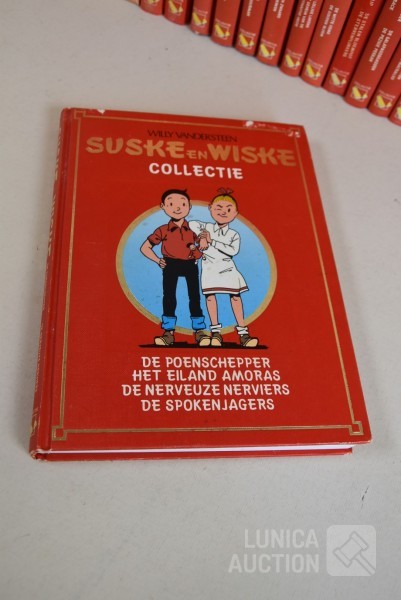 WILLY VANDERSTEEN
SUSKE EN WISKE
COLLECTIE
DE POENSCHEPPER
HET EILAND AMORAS
DE NERVEUZE NERVIERS
DE SPOKENJAGERS
LUNICA
AUCTION